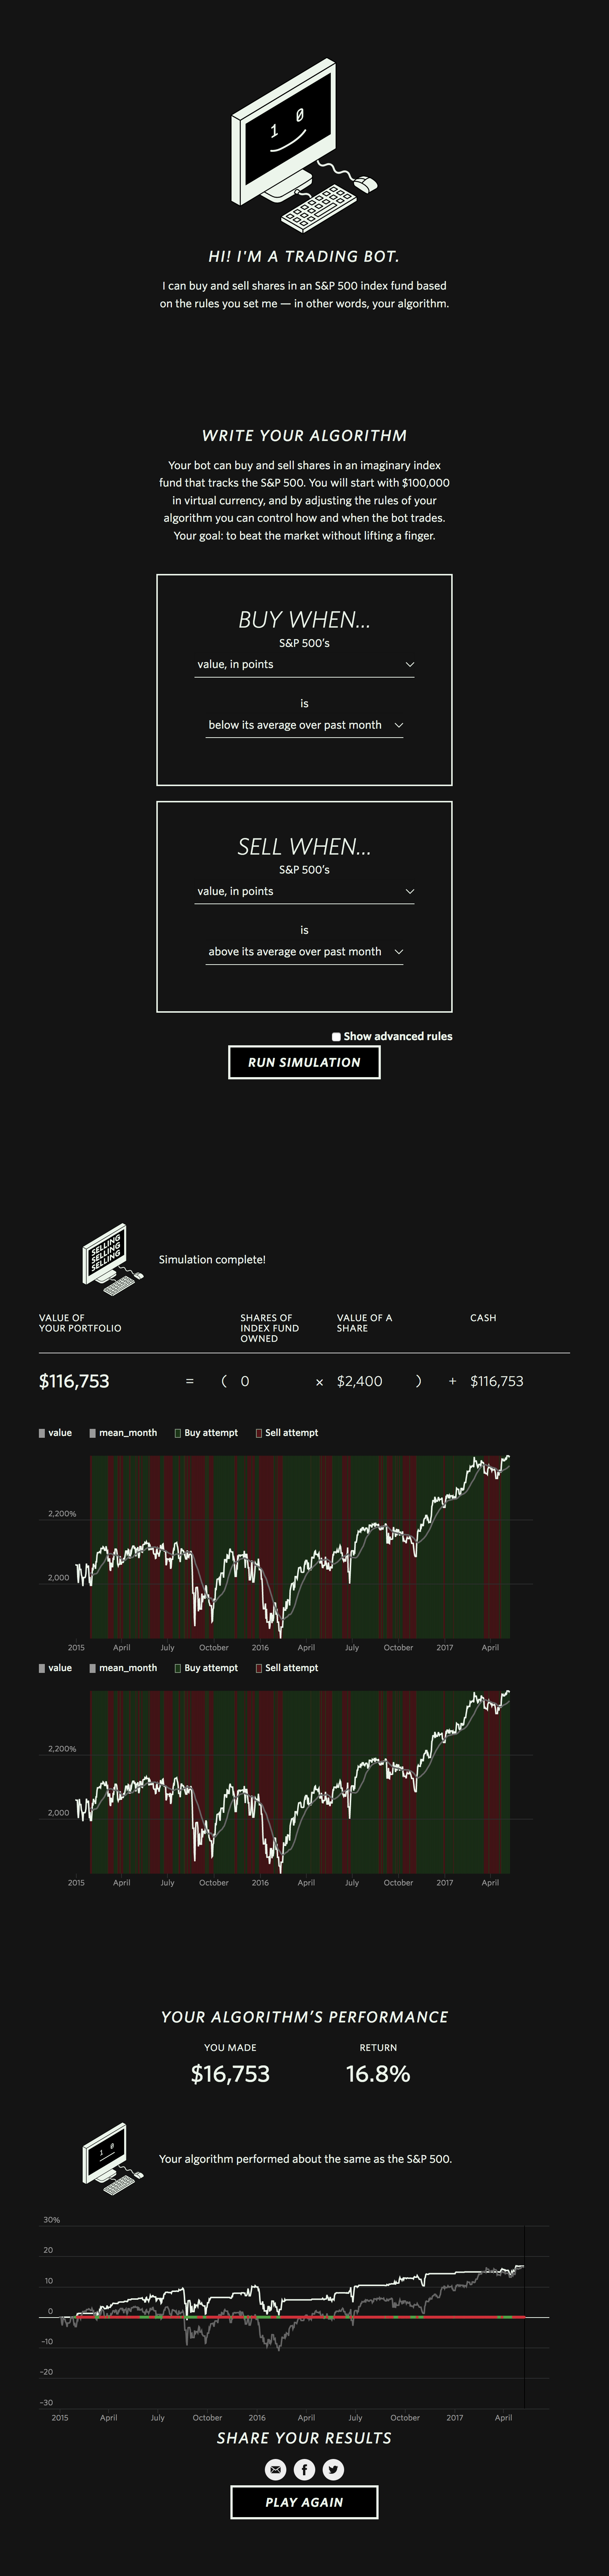 1 0
HI! I'M A TRADING BOT.
I can buy and sell shares in an S&P 500 index fund based
on the rules you set me — in other words, your algorithm.
WRITE YOUR ALGORITHM
Your bot can buy and sell shares in an imaginary index
fund that tracks the S&P 500. You will start with $100,000
in virtual currency, and by adjusting the rules of your
algorithm you can control how and when the bot trades.
Your goal: to beat the market without lifting a finger.
BUY WHEN...
S&P 500's
value, in points
is
below its average over past month
SELL WHEN...
S&P 500's
value, in points
is
above its average over past month
Show advanced rules
RUN SIMULATION
SELLING
SELLING
SELLING
Simulation complete!
VALUE OF
YOUR PORTFOLIO
SHARES OF
INDEX FUND
OWNED
VALUE OF A
SHARE
CASH
$116,753 = ( 0 × $2,400 ) + $116,753
value mean_month Buy attempt Sell attempt
2,200%
2,000
2015 April July October 2016 April July October 2017 April
value mean_month Buy attempt Sell attempt
2,200%
2,000
2015 April July October 2016 April July October 2017 April
YOUR ALGORITHM'S PERFORMANCE
YOU MADE RETURN
$16,753 16.8%
1 0
Your algorithm performed about the same as the S&P 500.
30%
20
10
0
-10
-20
-30
2015 April July October 2016 April July October 2017 April
SHARE YOUR RESULTS
f
PLAY AGAIN